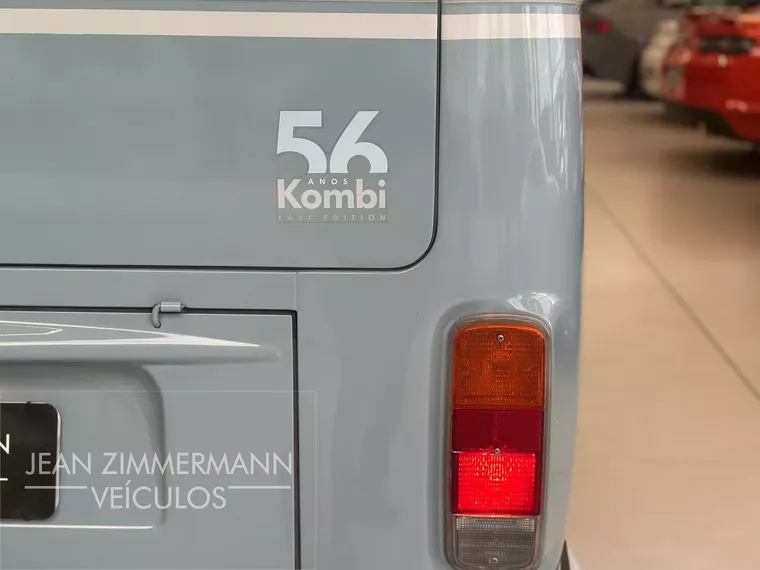 56
ANOS
Kombi
LAST EDITION
N
JEAN ZIMMERMANN
VEÍCULOS